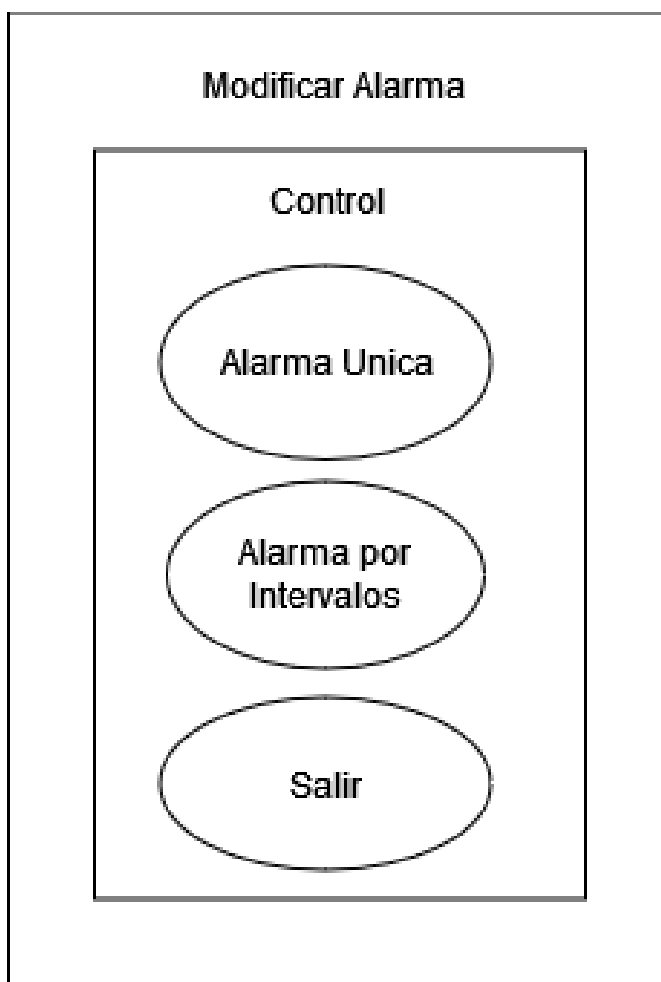 Modificar Alarma
Control
Alarma Unica
Alarma por
Intervalos
Salir